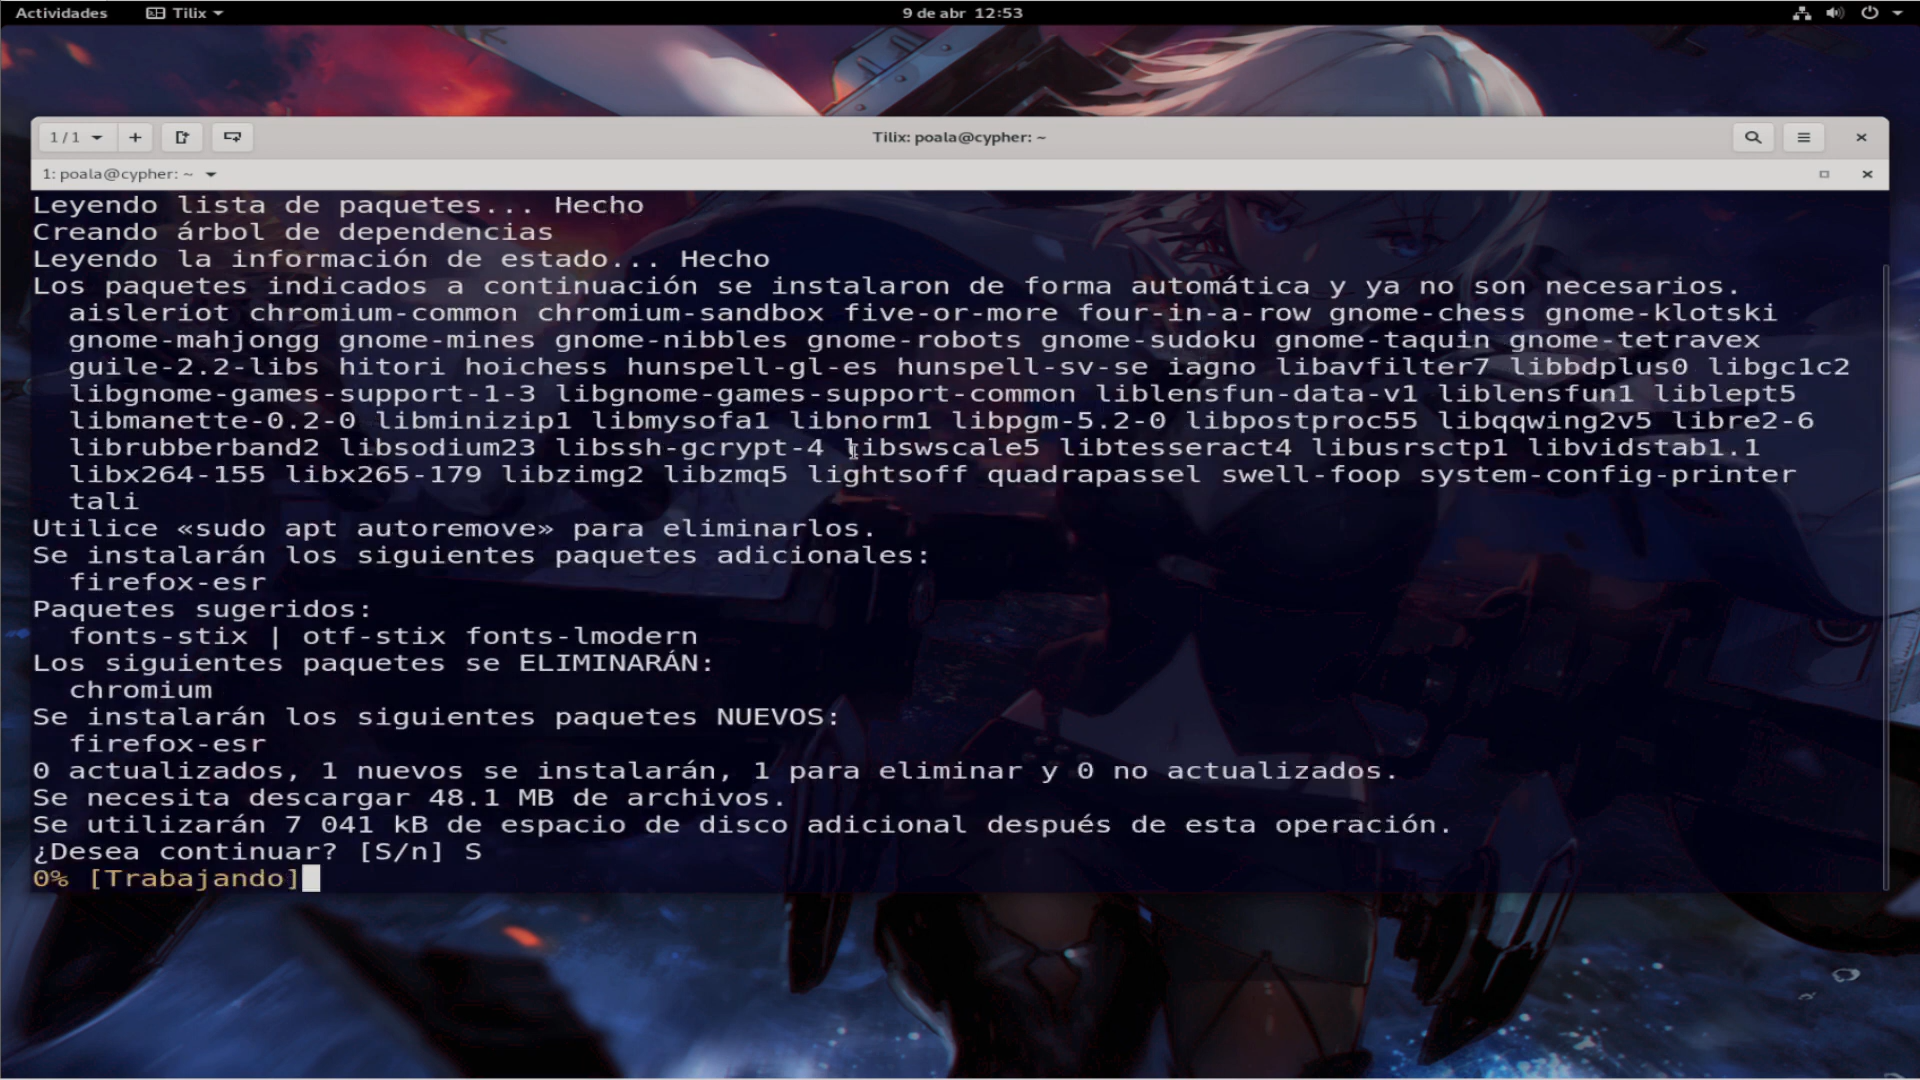 Actividades Tilix 9 de abr 12:53
1 / 1 Tilix: poala@cypher: ~
1: poala@cypher: ~
Leyendo lista de paquetes... Hecho
Creando árbol de dependencias
Leyendo la información de estado... Hecho
Los paquetes indicados a continuación se instalaron de forma automática y ya no son necesarios.
aisleriot chromium-common chromium-sandbox five-or-more four-in-a-row gnome-chess gnome-klotski
gnome-mahjongg gnome-mines gnome-nibbles gnome-robots gnome-sudoku gnome-taquin gnome-tetravex
guile-2.2-libs hitori hoichess hunspell-gl-es hunspell-sv-se iagno libavfilter7 libbdplus0 libgc1c2
libgnome-games-support-1-3 libgnome-games-support-common liblensfun-data-v1 liblensfun1 liblept5
libmanette-0.2-0 libminizip1 libmysofa1 libnorm1 libpgm-5.2-0 libpostproc55 libqqwing2v5 libre2-6
librubberband2 libsodium23 libssh-gcrypt-4 libswscale5 libtesseract4 libusrsctp1 libvidstab1.1
libx264-155 libx265-179 libzimg2 libzmq5 lightsoff quadrapassel swell-foop system-config-printer
tali
Utilice «sudo apt autoremove» para eliminarlos.
Se instalarán los siguientes paquetes adicionales:
firefox-esr
Paquetes sugeridos:
fonts-stix | otf-stix fonts-lmodern
Los siguientes paquetes se ELIMINARÁN:
chromium
Se instalarán los siguientes paquetes NUEVOS:
firefox-esr
0 actualizados, 1 nuevos se instalarán, 1 para eliminar y 0 no actualizados.
Se necesita descargar 48.1 MB de archivos.
Se utilizarán 7 041 kB de espacio de disco adicional después de esta operación.
¿Desea continuar? [S/n] S
0% [Trabajando]